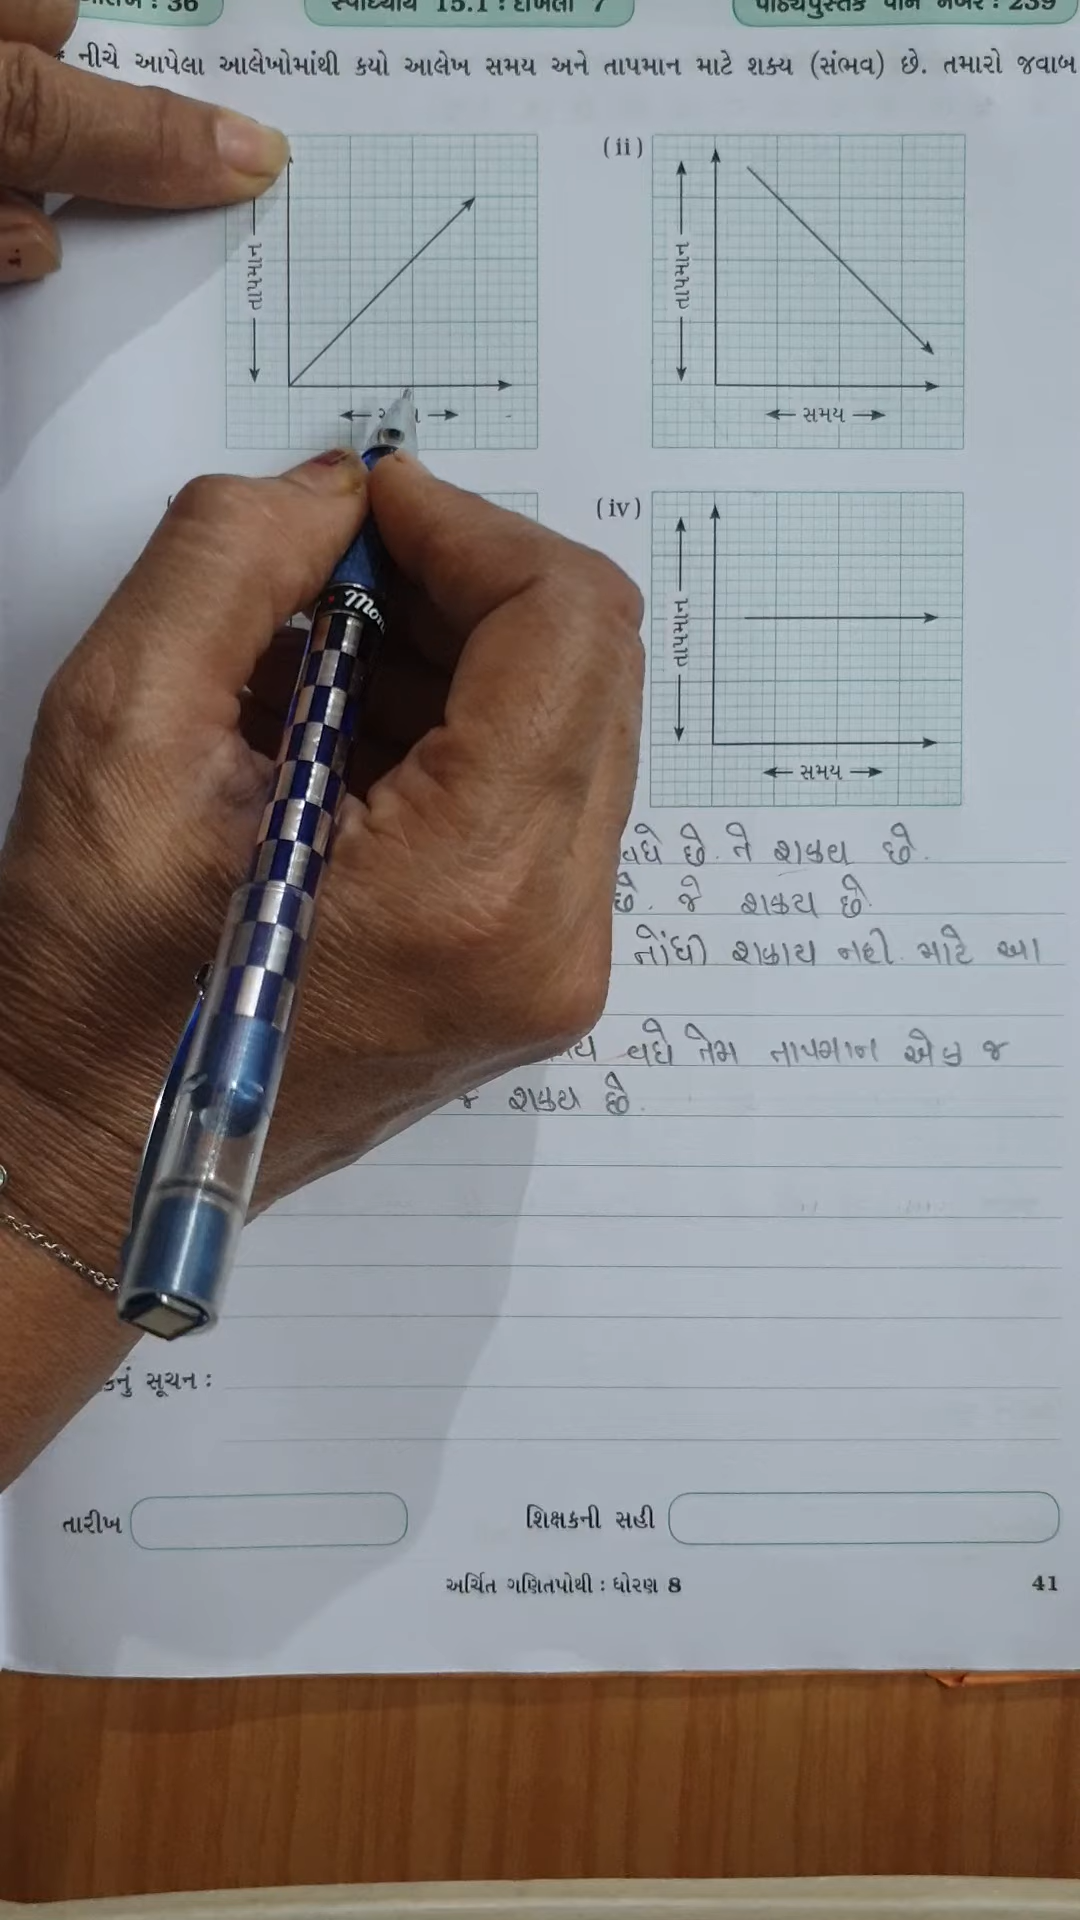 : 36
સ્વાધ્યાય 15.1 : દાખલા 7
પાઠ્યપુસ્તક પાન નંબર : 239
નીચે આપેલા આલેખોમાંથી કયો આલેખ સમય અને તાપમાન માટે શક્ય (સંભવ) છે. તમારો જવાબ
તાપમાન
(ii)
તાપમાન
સમય
(iv)
તાપમાન
સમય
વધે છે. તે શક્ય છે.
છે. જે શક્ય છે.
નોંધી શકાય નહી. માટે આ
વધે તેમ તાપમાન એક જ
જ શક્ય છે.
સૂચન :
તારીખ
શિક્ષકની સહી
અર્ચિત ગણિતપોથી : ધોરણ 8
41